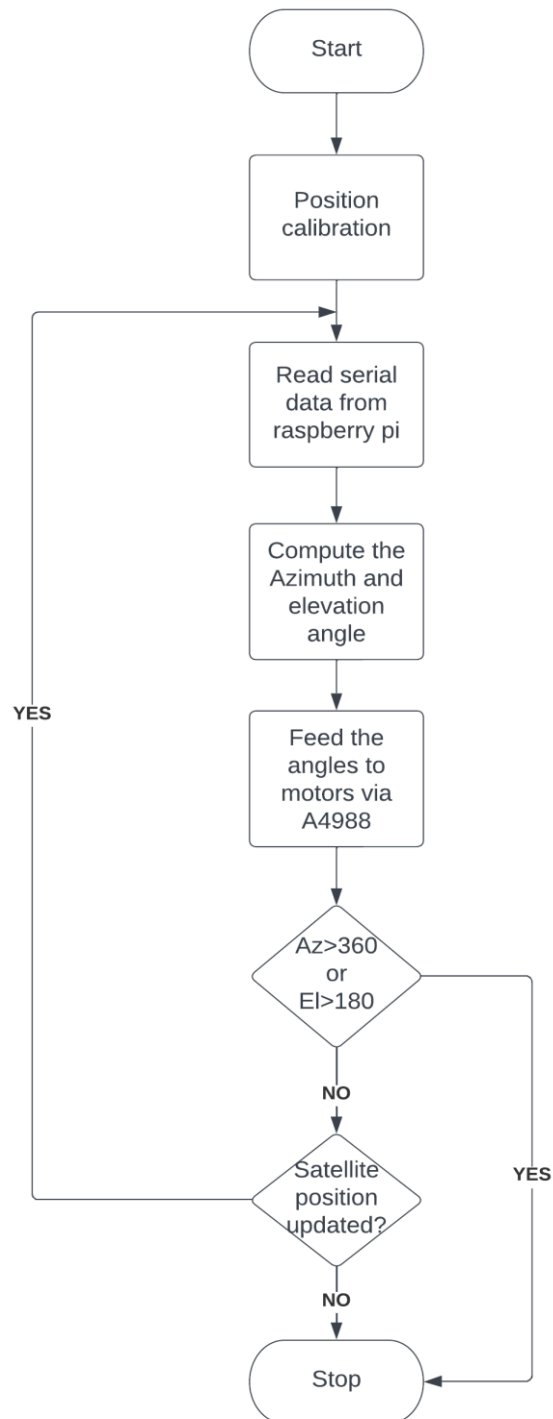 Start
Position
calibration
Read serial
data from
raspberry pi
Compute the
Azimuth and
elevation
angle
YES
Feed the
angles to
motors via
A4988
Az>360
or
El>180
NO
YES
Satellite
position
updated?
NO
Stop